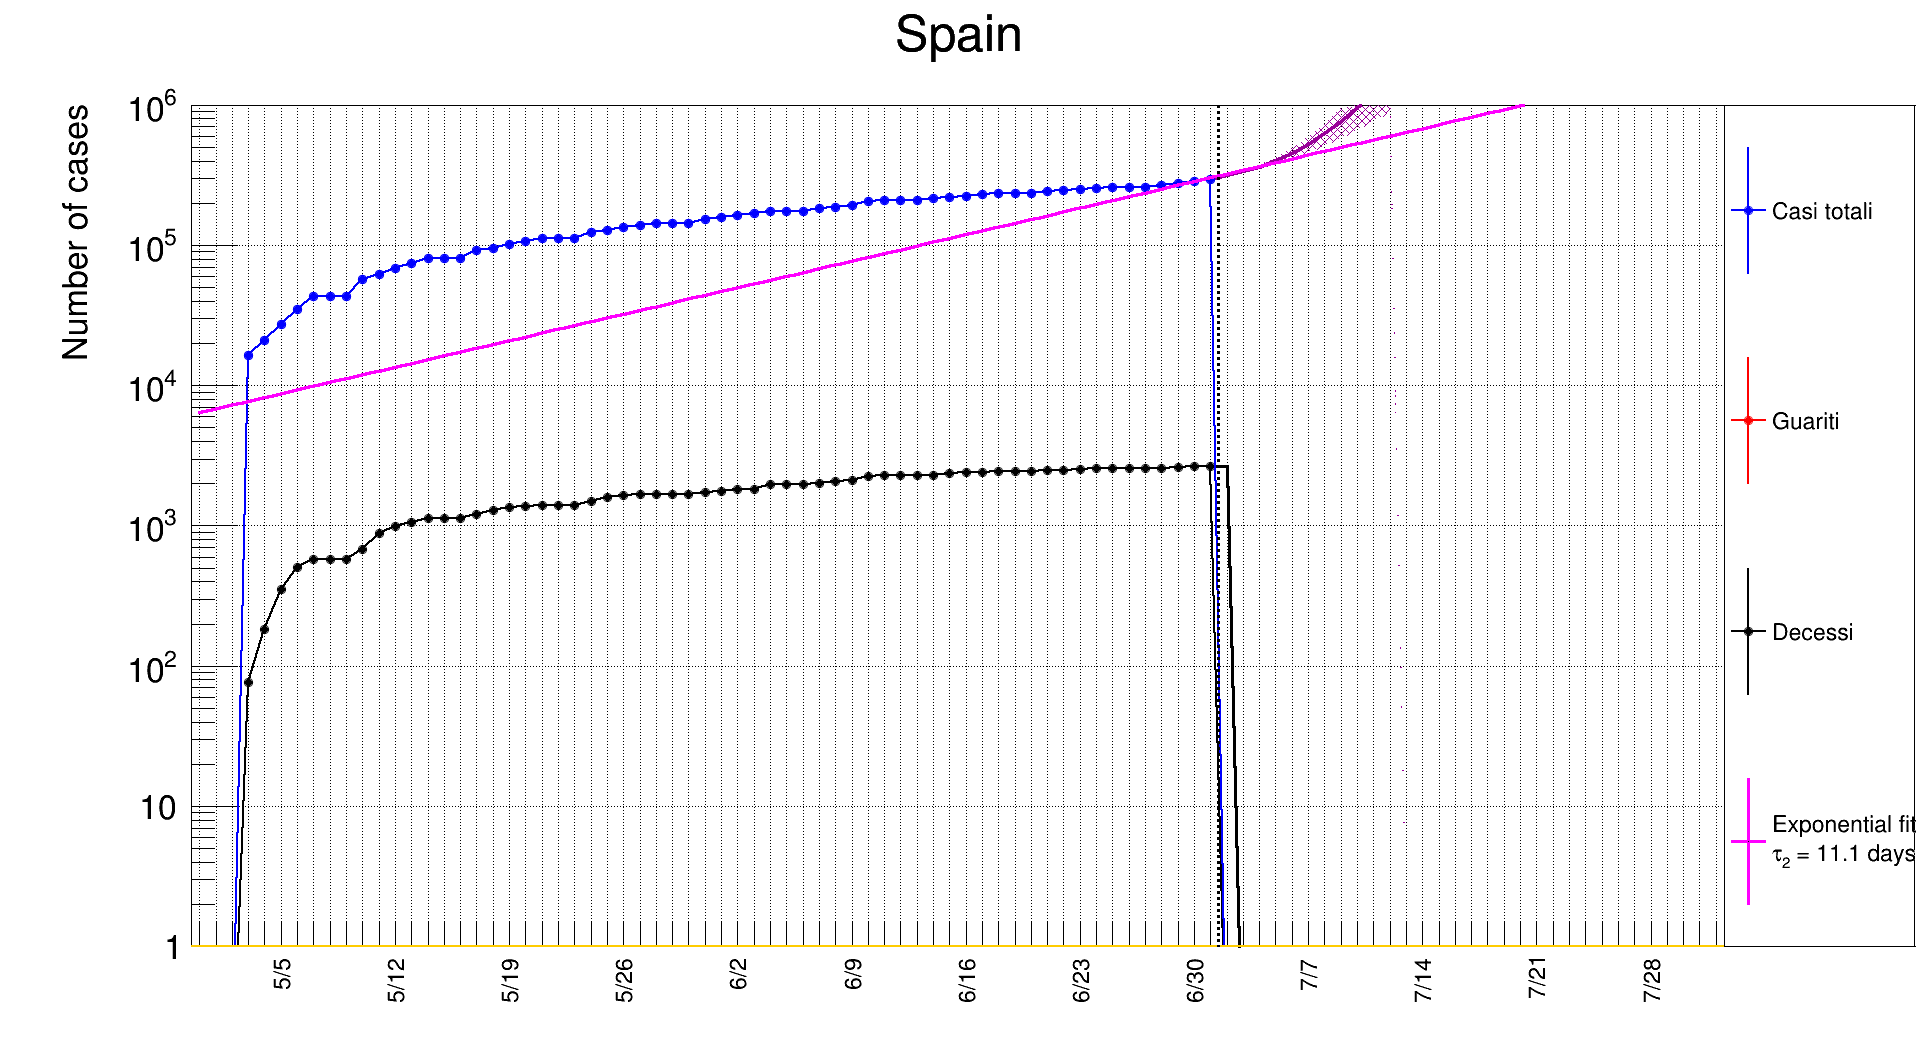 Spain
Number of cases
10^6
10^5
10^4
10^3
10^2
10
1
5/5
5/12
5/19
5/26
6/2
6/9
6/16
6/23
6/30
7/7
7/14
7/21
7/28
Casi totali
Guariti
Decessi
Exponential fit
τ_2 = 11.1 days